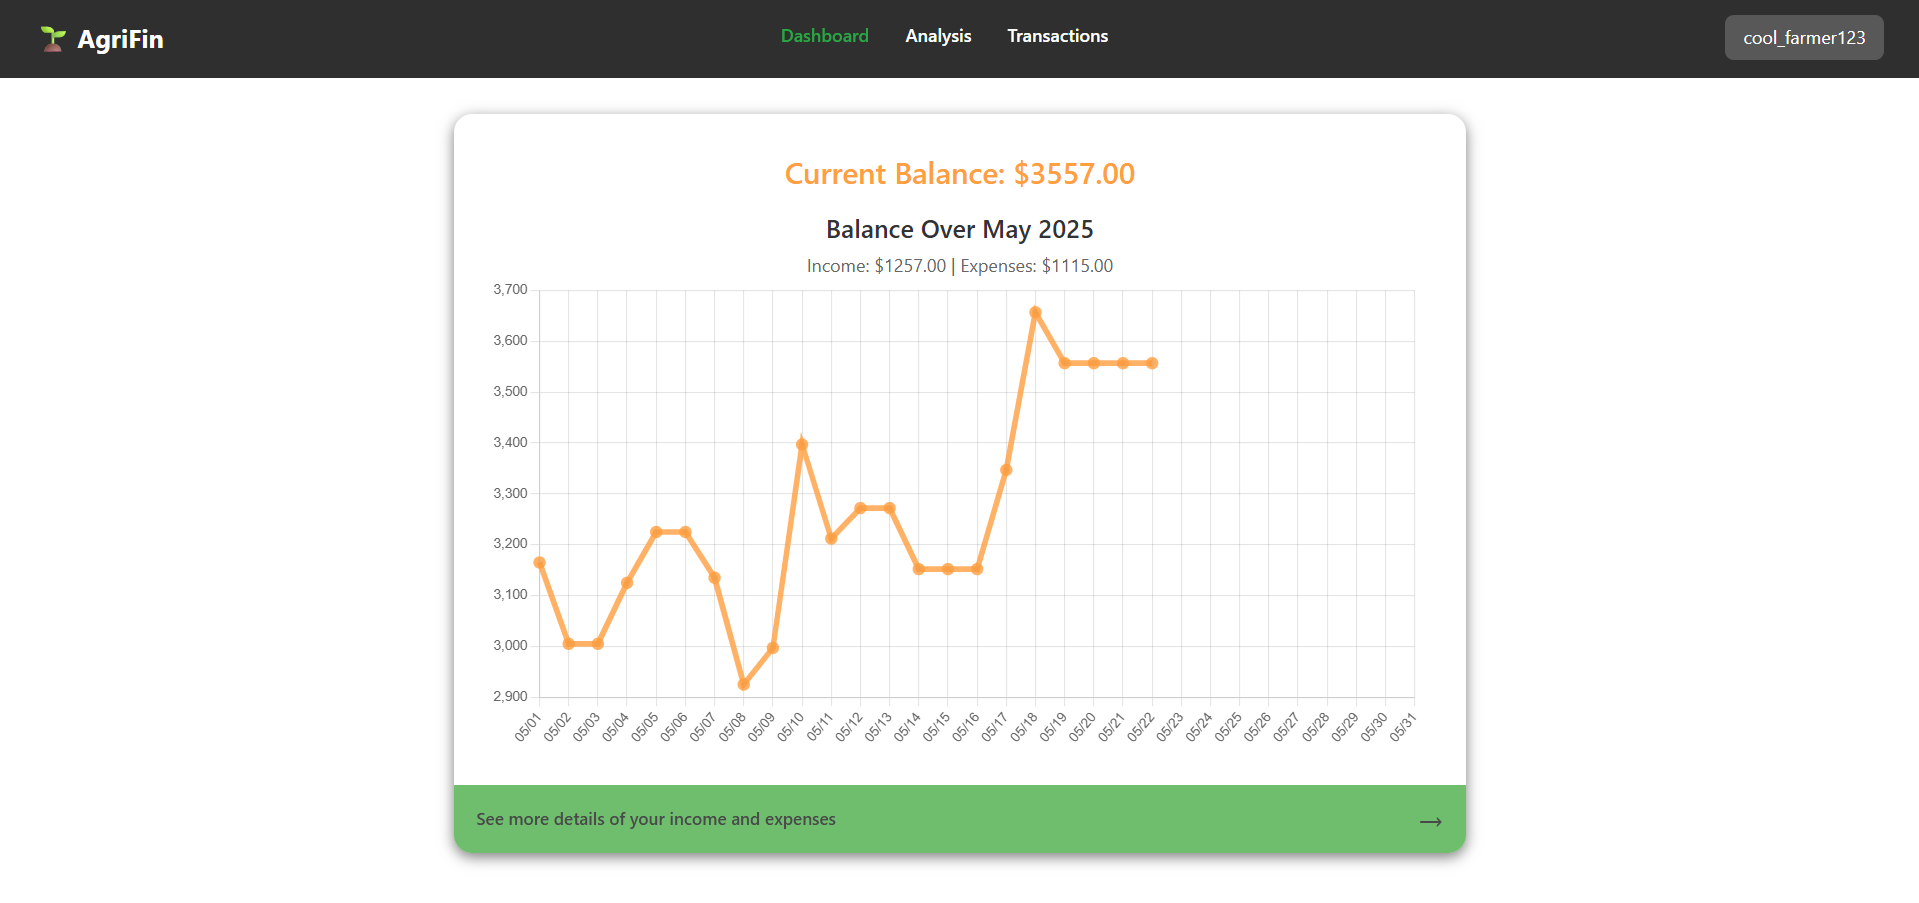 AgriFin
Dashboard Analysis Transactions
cool_farmer123
Current Balance: $3557.00
Balance Over May 2025
Income: $1257.00 | Expenses: $1115.00
3,700
3,600
3,500
3,400
3,300
3,200
3,100
3,000
2,900
05/01 05/02 05/03 05/04 05/05 05/06 05/07 05/08 05/09 05/10 05/11 05/12 05/13 05/14 05/15 05/16 05/17 05/18 05/19 05/20 05/21 05/22 05/23 05/24 05/25 05/26 05/27 05/28 05/29 05/30 05/31
See more details of your income and expenses →